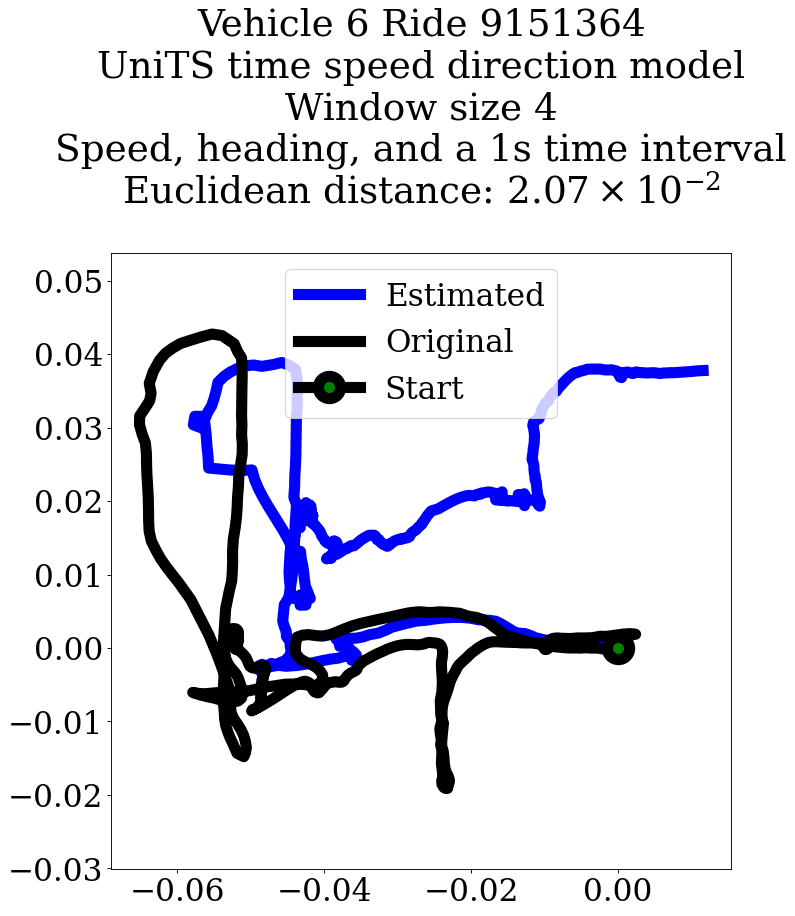 Vehicle 6 Ride 9151364
UniTS time speed direction model
Window size 4
Speed, heading, and a 1s time interval
Euclidean distance: 2.07 × 10⁻²
Estimated
Original
Start
0.05
0.04
0.03
0.02
0.01
0.00
−0.01
−0.02
−0.03
−0.06 −0.04 −0.02 0.00